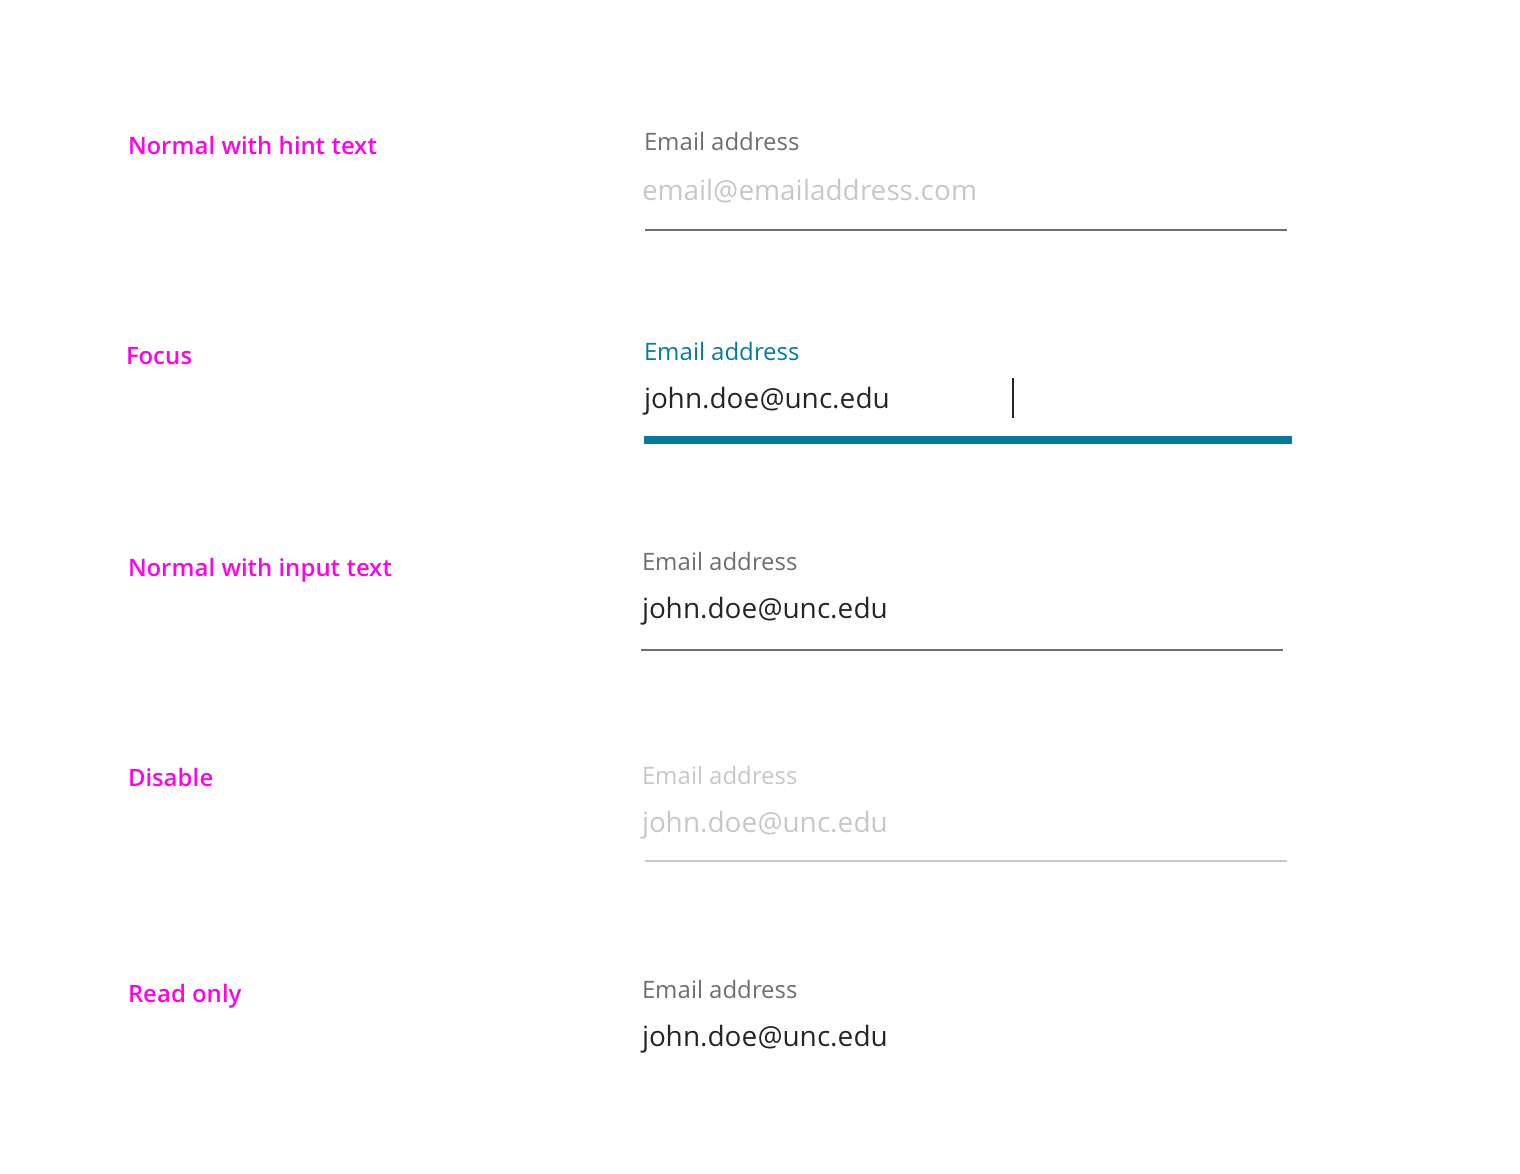 Normal with hint text
Email address
email@emailaddress.com
Focus
Email address
john.doe@unc.edu
Normal with input text
Email address
john.doe@unc.edu
Disable
Email address
john.doe@unc.edu
Read only
Email address
john.doe@unc.edu